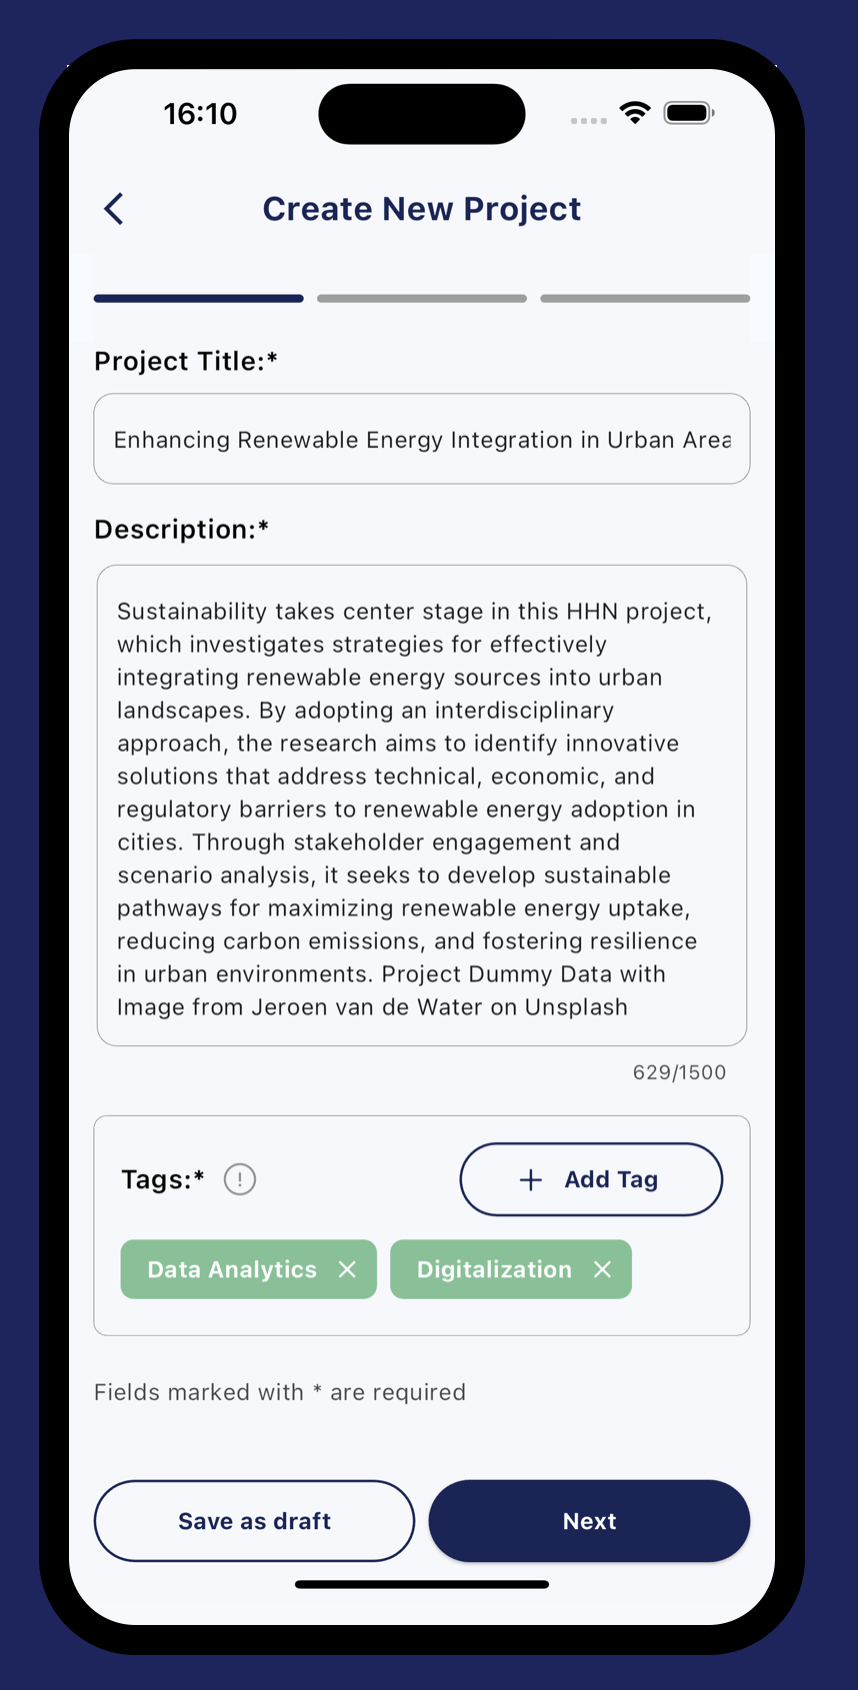 16:10
Create New Project
Project Title:*
Enhancing Renewable Energy Integration in Urban Area
Description:*
Sustainability takes center stage in this HHN project,
which investigates strategies for effectively
integrating renewable energy sources into urban
landscapes. By adopting an interdisciplinary
approach, the research aims to identify innovative
solutions that address technical, economic, and
regulatory barriers to renewable energy adoption in
cities. Through stakeholder engagement and
scenario analysis, it seeks to develop sustainable
pathways for maximizing renewable energy uptake,
reducing carbon emissions, and fostering resilience
in urban environments. Project Dummy Data with
Image from Jeroen van de Water on Unsplash
629/1500
Tags:*
+ Add Tag
Data Analytics
Digitalization
Fields marked with * are required
Save as draft
Next